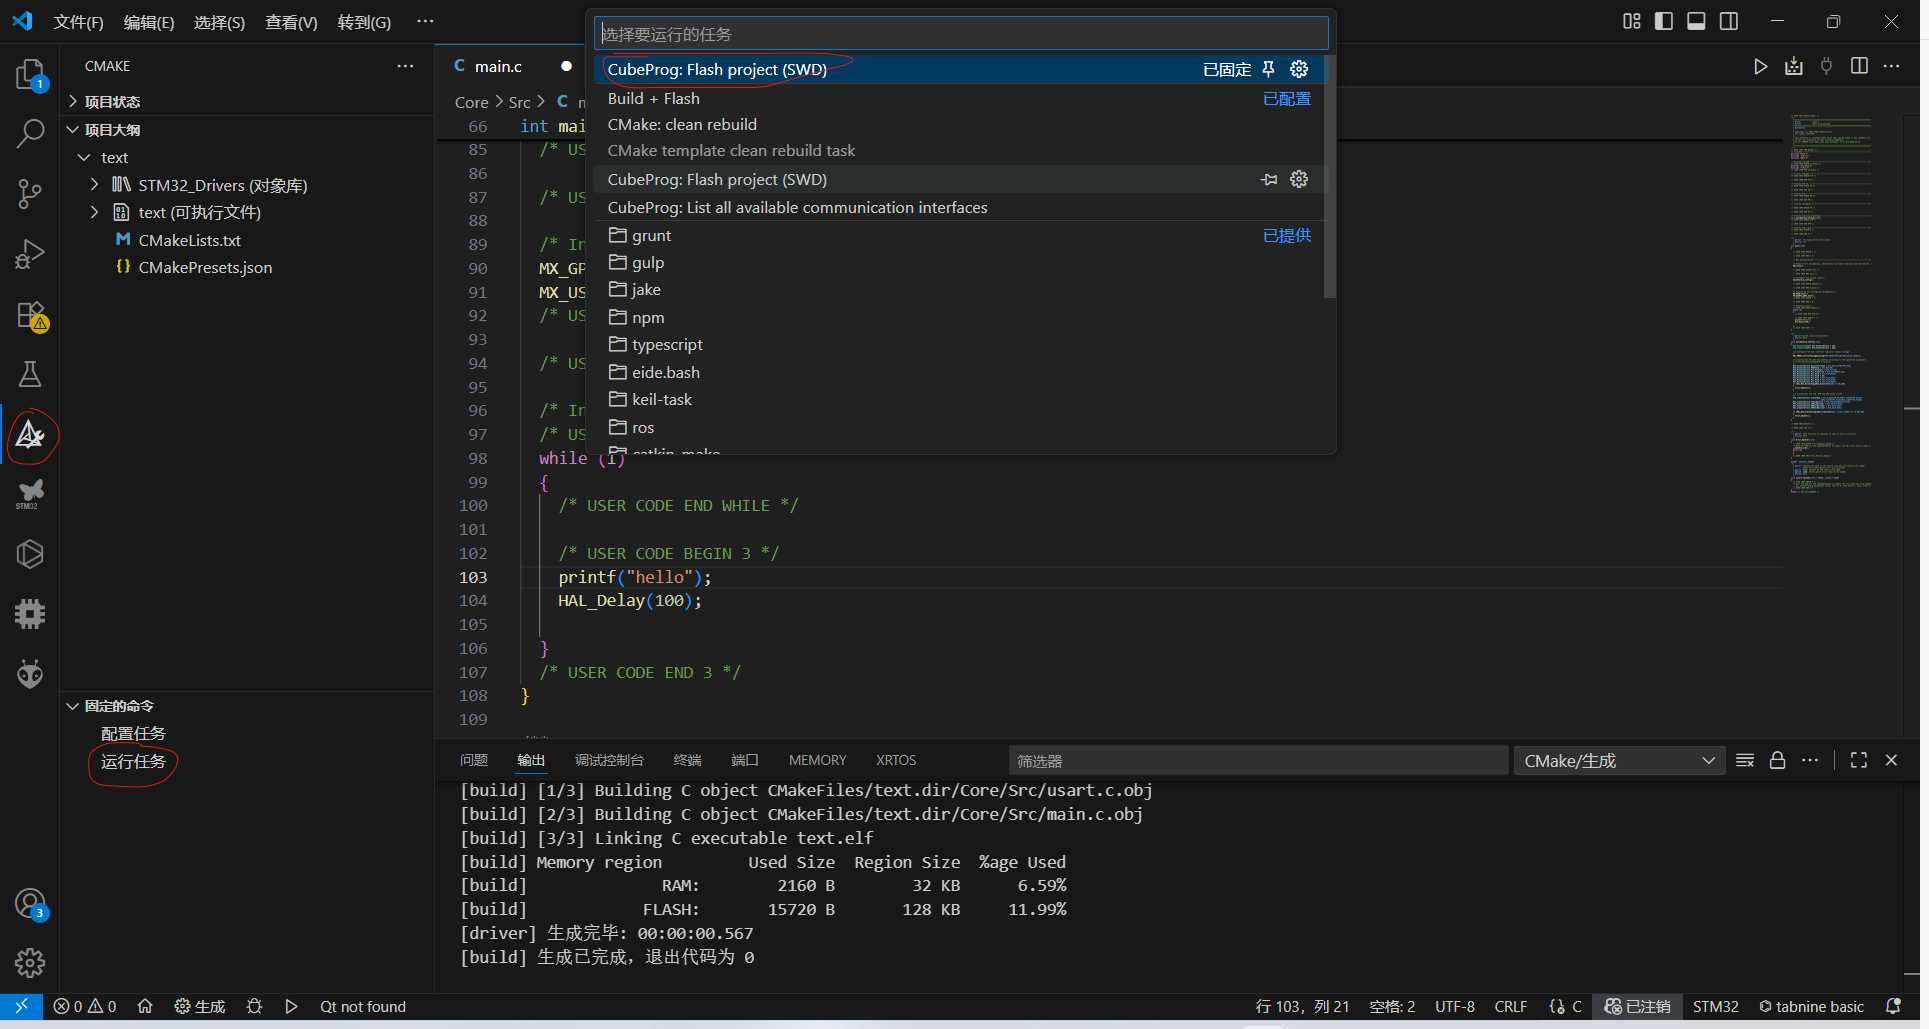 文件(F) 编辑(E) 选择(S) 查看(V) 转到(G) ···
选择要运行的任务
CubeProg: Flash project (SWD) 已固定
Build + Flash 已配置
CMake: clean rebuild
CMake template clean rebuild task
CubeProg: Flash project (SWD)
CubeProg: List all available communication interfaces
grunt 已提供
gulp
jake
npm
typescript
eide.bash
keil-task
ros
catkin_make
CMAKE ···
项目状态
项目大纲
text
STM32_Drivers (对象库)
text (可执行文件)
CMakeLists.txt
CMakePresets.json
固定的命令
配置任务
运行任务
1
STM32
3
C main.c
Core > Src > C
66 int mai
85 /* US
86
87 /* US
88
89 /* In
90 MX_GP
91 MX_US
92 /* US
93
94 /* US
95
96 /* In
97 /* US
98 while (1)
99 {
100 /* USER CODE END WHILE */
101
102 /* USER CODE BEGIN 3 */
103 printf("hello");
104 HAL_Delay(100);
105
106 }
107 /* USER CODE END 3 */
108 }
109
问题 输出 调试控制台 终端 端口 MEMORY XRTOS 筛选器 CMake/生成
[build] [1/3] Building C object CMakeFiles/text.dir/Core/Src/usart.c.obj
[build] [2/3] Building C object CMakeFiles/text.dir/Core/Src/main.c.obj
[build] [3/3] Linking C executable text.elf
[build] Memory region Used Size Region Size %age Used
[build] RAM: 2160 B 32 KB 6.59%
[build] FLASH: 15720 B 128 KB 11.99%
[driver] 生成完毕: 00:00:00.567
[build] 生成已完成，退出代码为 0
0 0 生成 Qt not found 行 103，列 21 空格: 2 UTF-8 CRLF C 已注销 STM32 tabnine basic